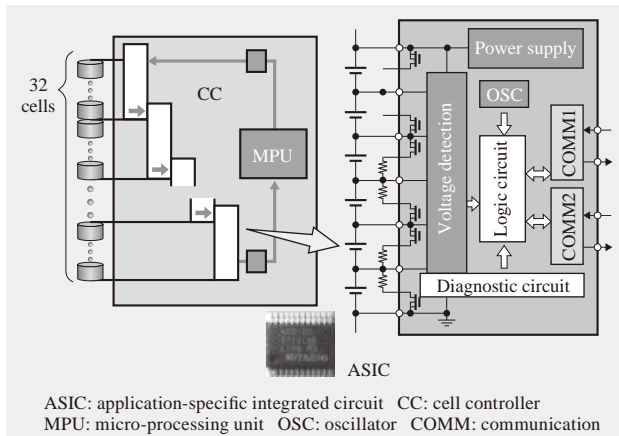 32
cells
CC
MPU
Power supply
OSC
Voltage detection
Logic circuit
COMM1
COMM2
Diagnostic circuit
ASIC
ASIC: application-specific integrated circuit CC: cell controller
MPU: micro-processing unit OSC: oscillator COMM: communication